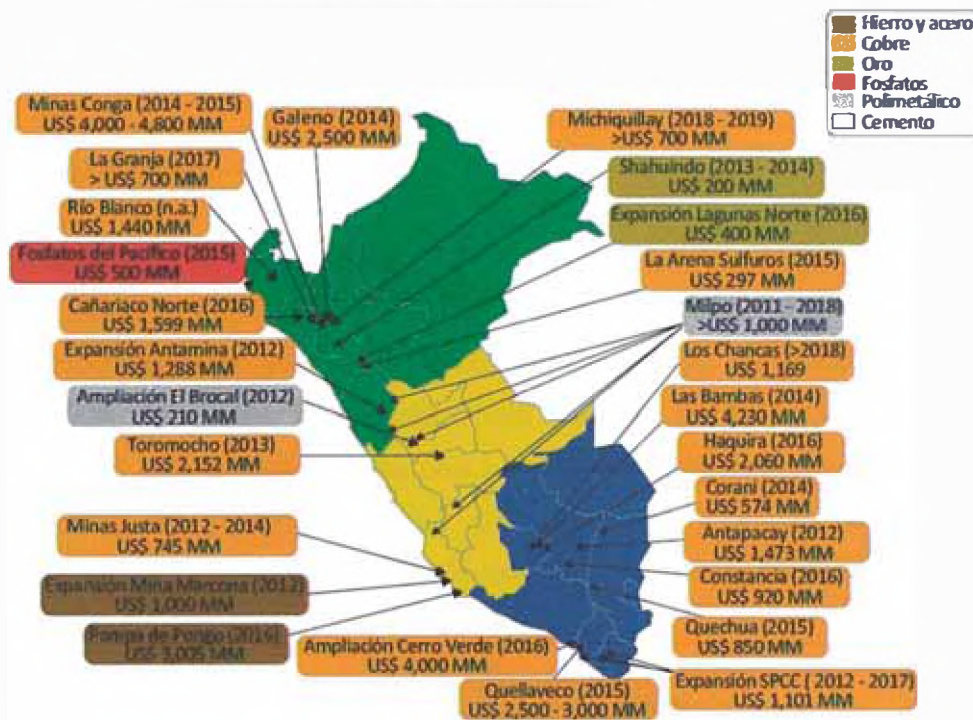 Hierro y acero
Cobre
Oro
Fosfatos
Polimetálico
Cemento
Minas Conga (2014 - 2015)
US$ 4,000 - 4,800 MM
Galeno (2014)
US$ 2,500 MM
Michiquillay (2018 - 2019)
>US$ 700 MM
La Granja (2017)
> US$ 700 MM
Shahuindo (2013 - 2014)
US$ 200 MM
Río Blanco (n.a.)
US$ 1,440 MM
Expansión Lagunas Norte (2016)
US$ 400 MM
Fosfatos del Pacífico (2015)
US$ 500 MM
La Arena Sulfuros (2015)
US$ 297 MM
Cañariaco Norte (2016)
US$ 1,599 MM
Milpo (2011 - 2018)
>US$ 1,000 MM
Expansión Antamina (2012)
US$ 1,288 MM
Los Chancas (>2018)
US$ 1,169
Ampliación El Brocal (2012)
US$ 210 MM
Las Bambas (2014)
US$ 4,230 MM
Toromocho (2013)
US$ 2,152 MM
Haquira (2016)
US$ 2,060 MM
Corani (2014)
US$ 574 MM
Minas Justa (2012 - 2014)
US$ 745 MM
Antapacay (2012)
US$ 1,473 MM
Expansión Mina Marcona
US$ 1,000 MM
Constancia (2016)
US$ 920 MM
Pampa de Pongo
MM
Ampliación Cerro Verde (2016)
US$ 4,000 MM
Quechua (2015)
US$ 850 MM
Quellaveco (2015)
US$ 2,500 - 3,000 MM
Expansión SPCC ( 2012 - 2017)
US$ 1,101 MM